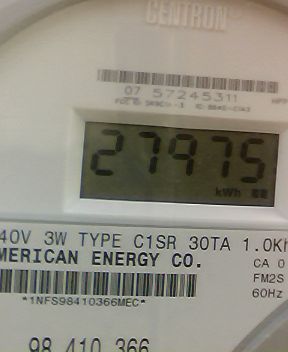 CENTRON®
07 57245311
27975
kWh
40V 3W TYPE C1SR 30TA 1.0Kh
MERICAN ENERGY CO.
CA 0
FM2S
*1NFS98410366MEC*
60Hz
98 410 366